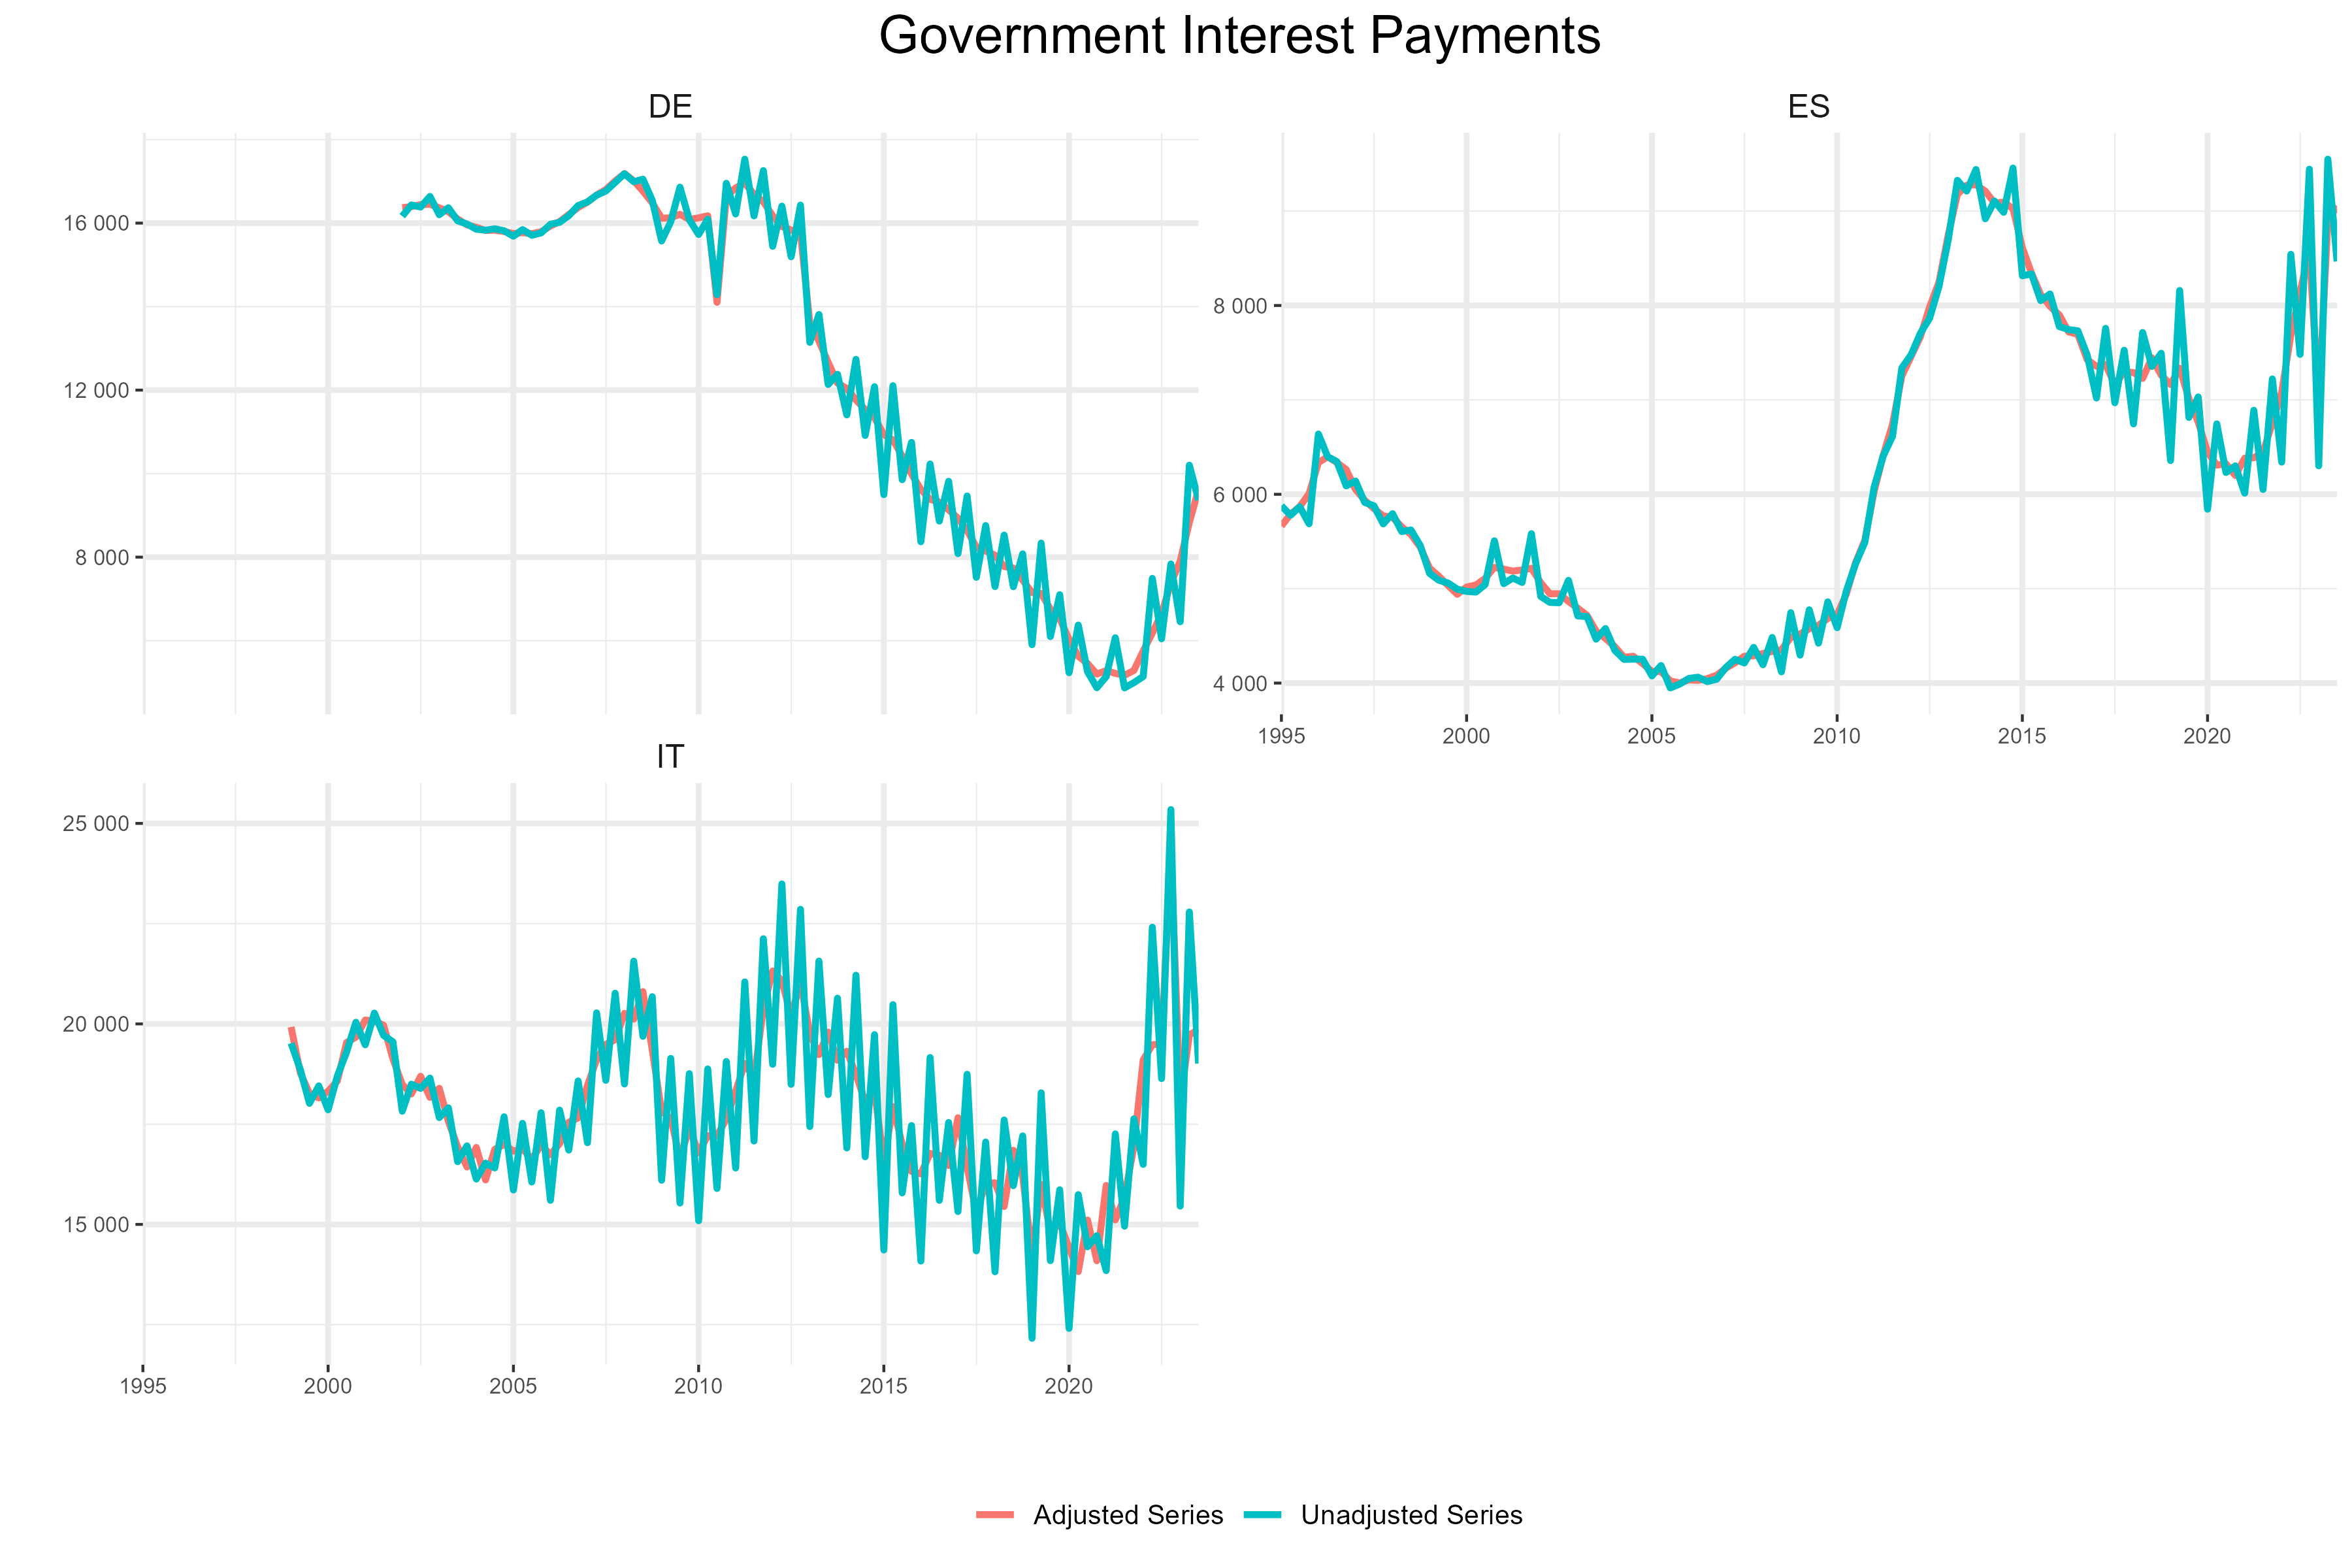 Government Interest Payments
DE
16 000
12 000
8 000
ES
8 000
6 000
4 000
1995 2000 2005 2010 2015 2020
IT
25 000
20 000
15 000
1995 2000 2005 2010 2015 2020
Adjusted Series Unadjusted Series